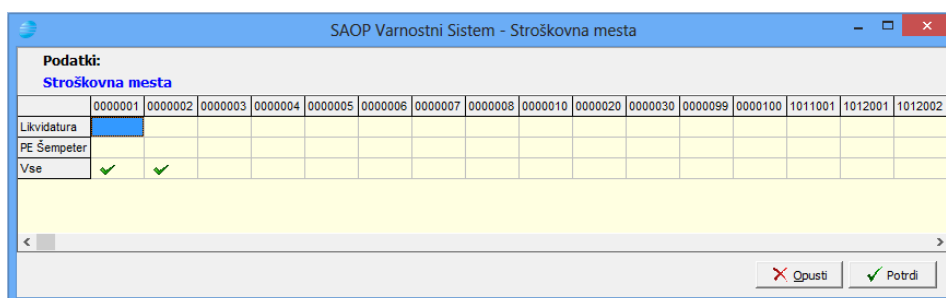 SAOP Varnostni Sistem - Stroškovna mesta
Podatki:
Stroškovna mesta
0000001 0000002 0000003 0000004 0000005 0000006 0000007 0000008 0000010 0000020 0000030 0000099 0000100 1011001 1012001 1012002
Likvidatura
PE Šempeter
Vse
Opusti Potrdi